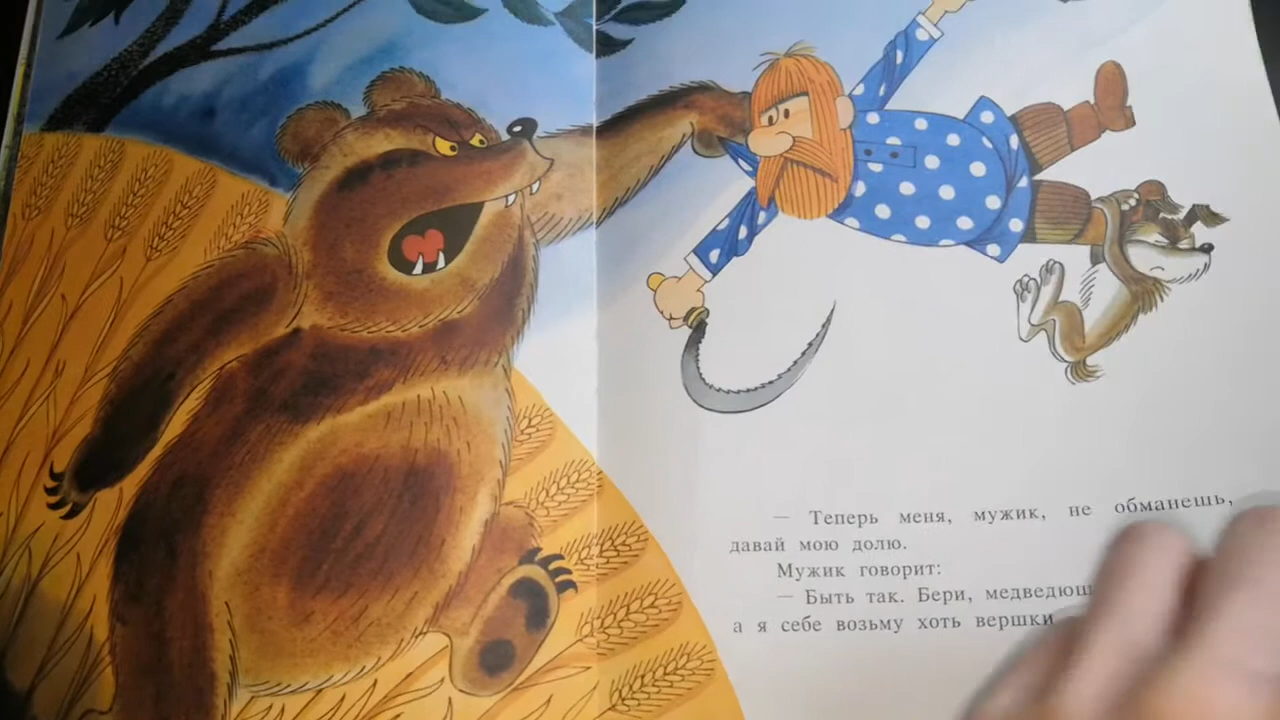 — Теперь меня, мужик, не обманешь,
давай мою долю.
Мужик говорит:
— Быть так. Бери, 
а я себе возьму хоть вершки